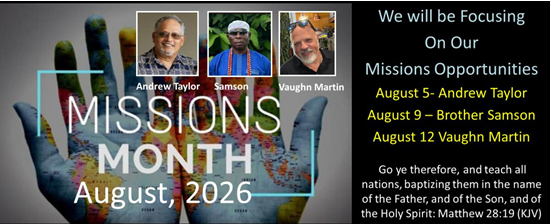 Andrew Taylor
Samson
Vaughn Martin
MISSIONS
MONTH
August, 2026
We will be Focusing
On Our
Missions Opportunities
August 5- Andrew Taylor
August 9 – Brother Samson
August 12 Vaughn Martin
Go ye therefore, and teach all
nations, baptizing them in the name
of the Father, and of the Son, and of
the Holy Spirit: Matthew 28:19 (KJV)